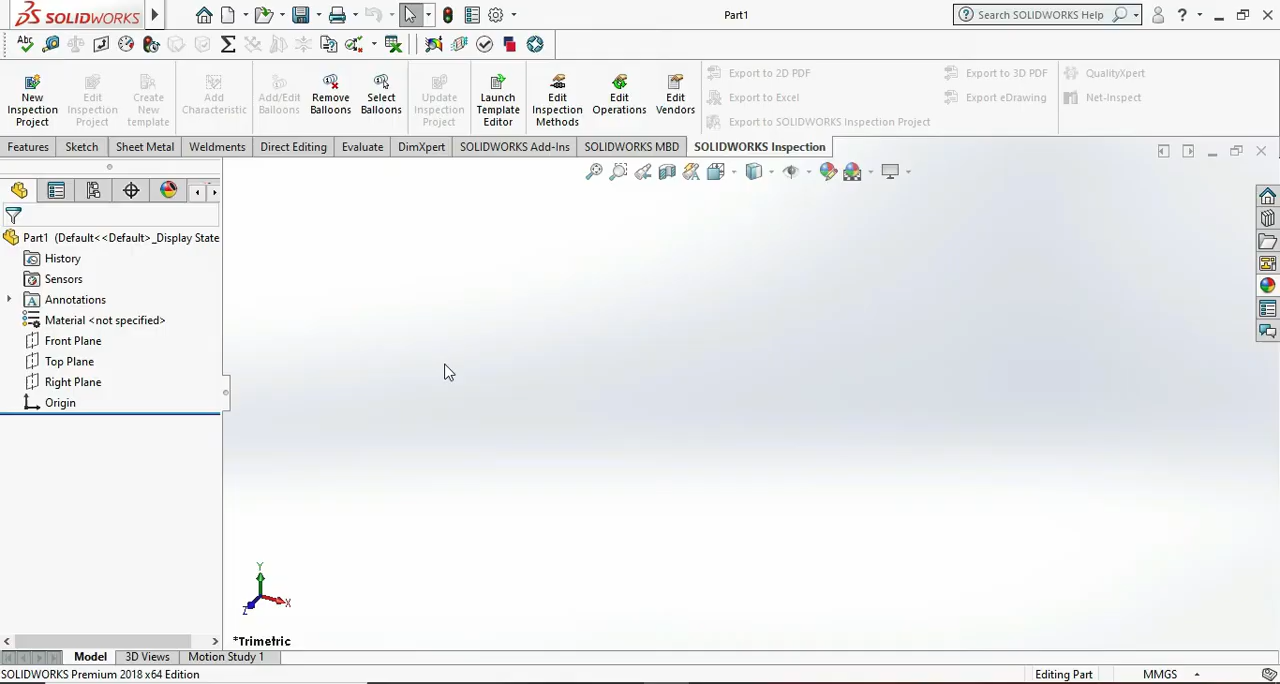 SOLIDWORKS
Part1
Search SOLIDWORKS Help
?
Abc
New Inspection Project
Edit Inspection Project
Create New template
Add Characteristic
Add/Edit Balloons
Remove Balloons
Select Balloons
Update Inspection Project
Launch Template Editor
Edit Inspection Methods
Edit Operations
Edit Vendors
Export to 2D PDF
Export to Excel
Export to SOLIDWORKS Inspection Project
Export to 3D PDF
Export eDrawing
QualityXpert
Net-Inspect
Features Sketch Sheet Metal Weldments Direct Editing Evaluate DimXpert SOLIDWORKS Add-Ins SOLIDWORKS MBD SOLIDWORKS Inspection
Part1 (Default<<Default>_Display State
History
Sensors
Annotations
Material <not specified>
Front Plane
Top Plane
Right Plane
Origin
Y
X
Z
*Trimetric
Model 3D Views Motion Study 1
SOLIDWORKS Premium 2018 x64 Edition
Editing Part
MMGS